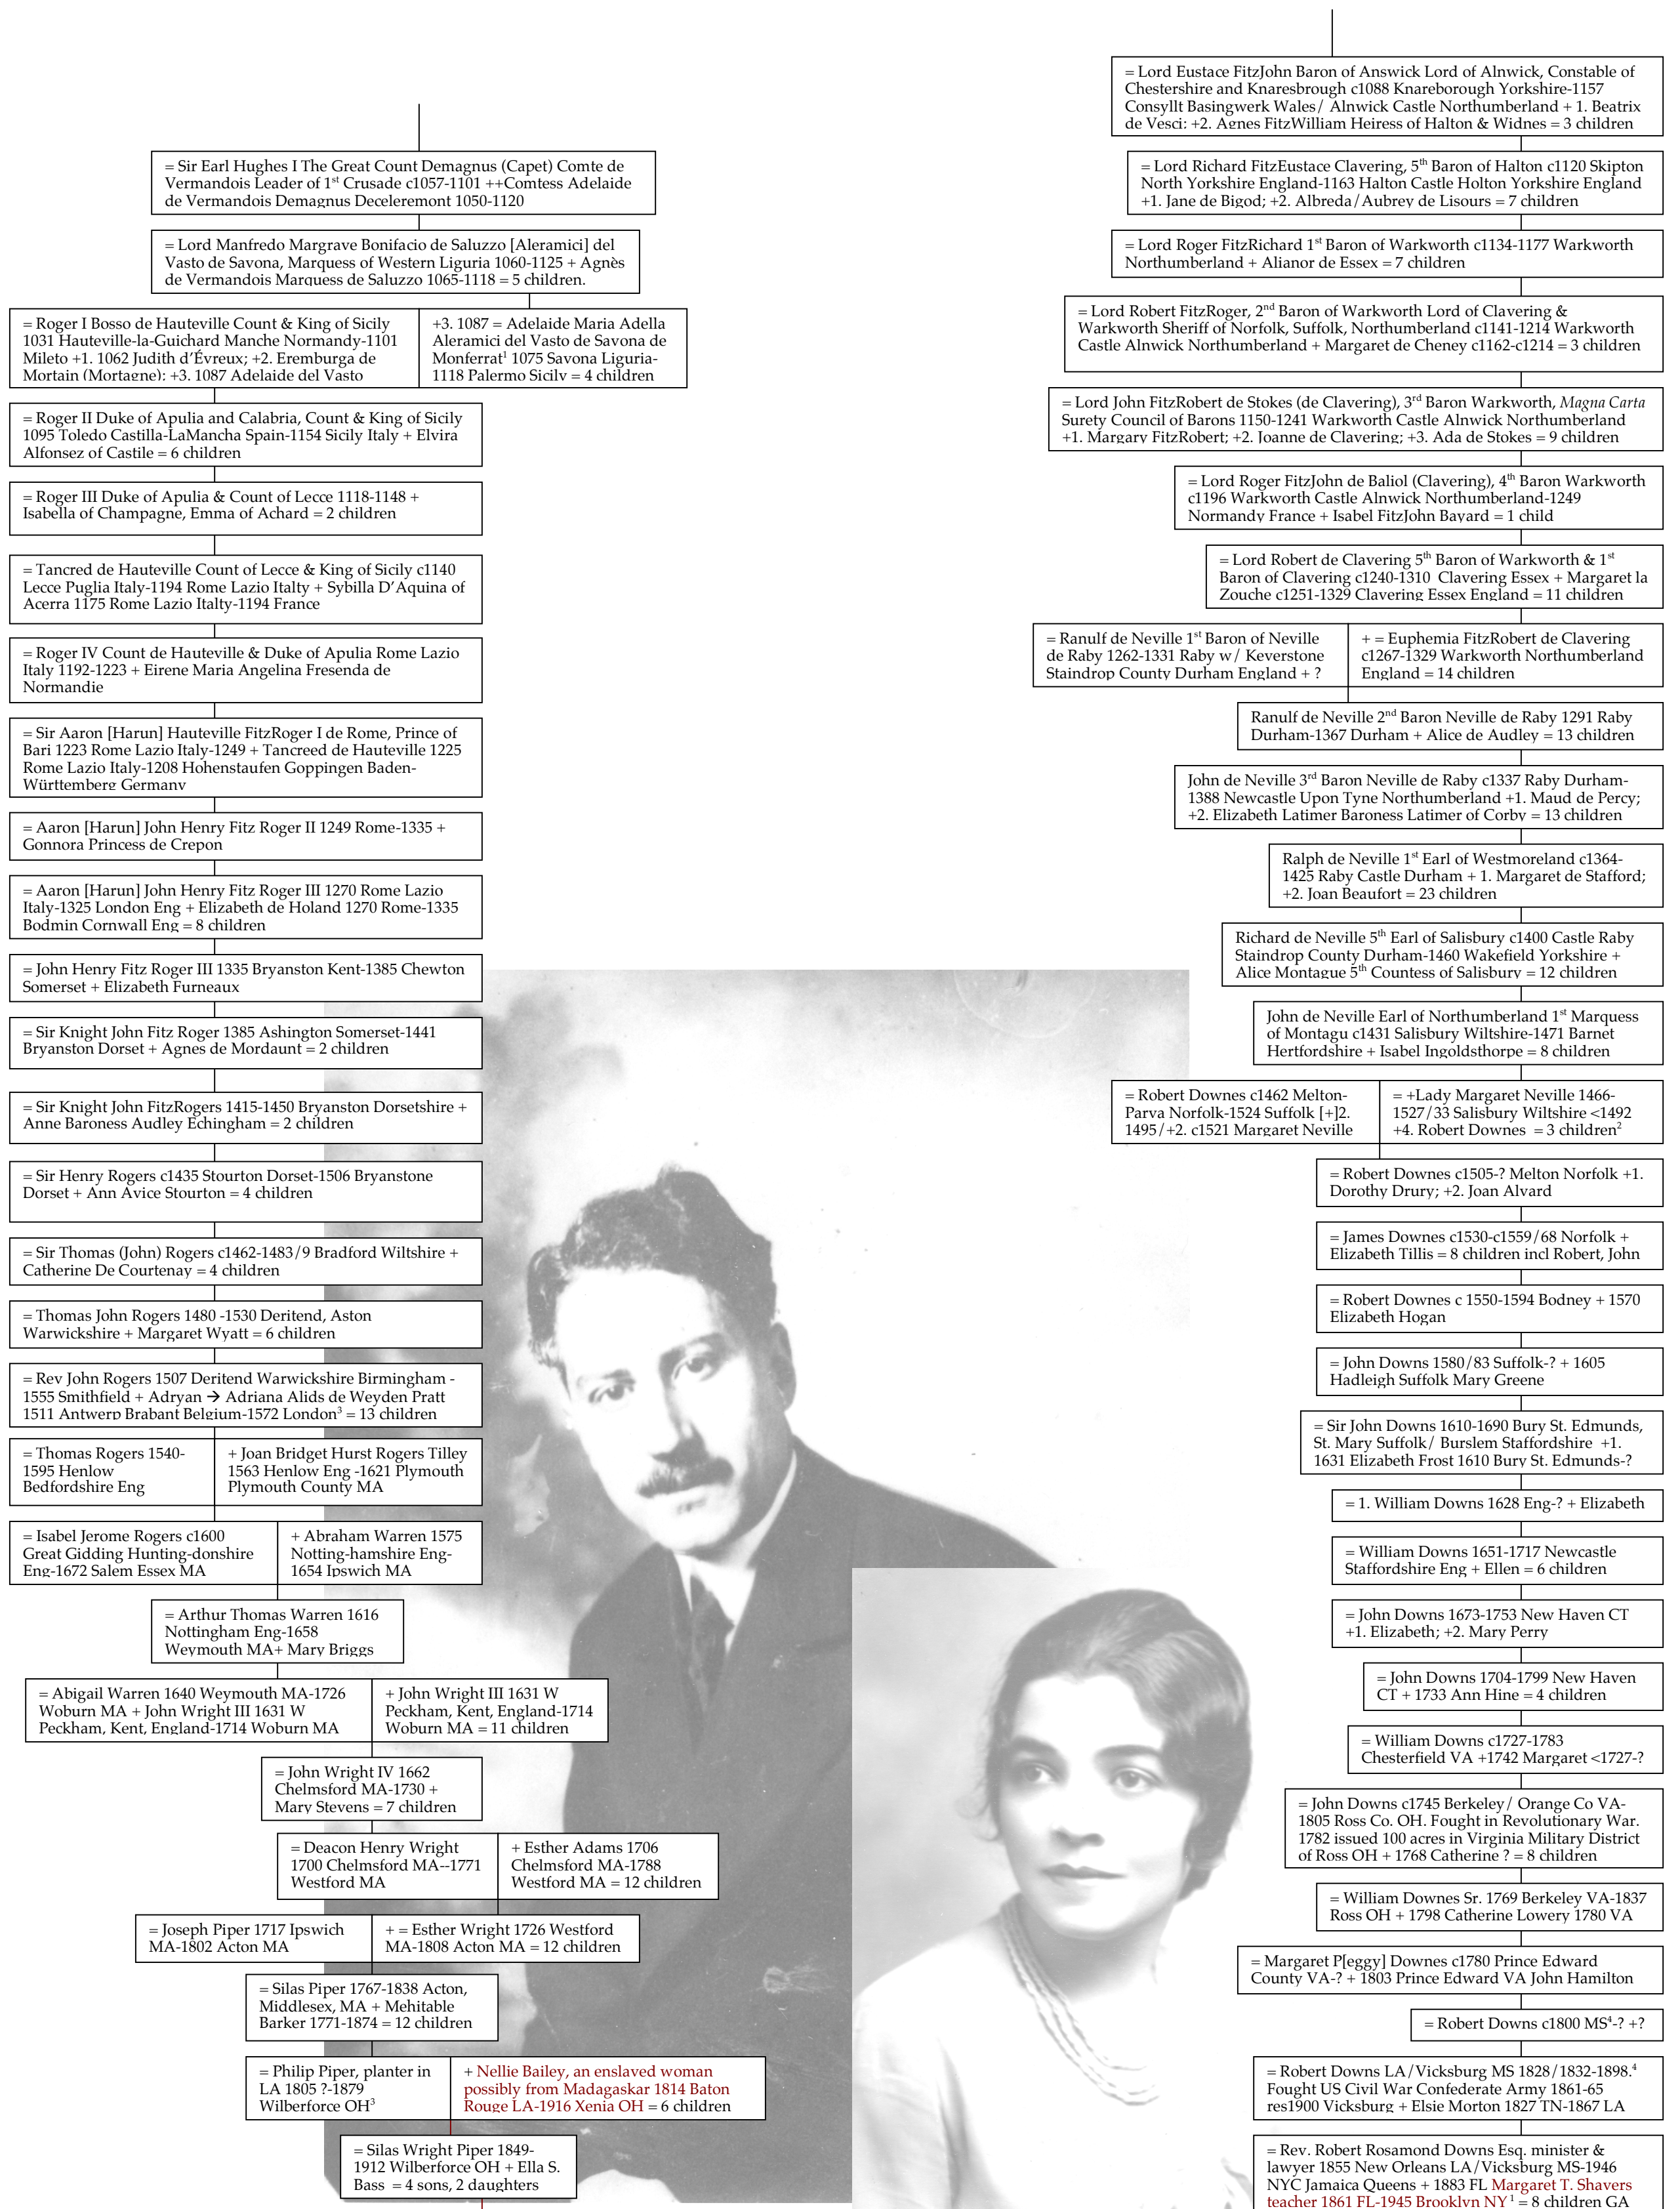 = Sir Earl Hughes I The Great Count Demagnus (Capet) Comte de
Vermandois Leader of 1st Crusade c1057-1101 ++Comtess Adelaide
de Vermandois Demagnus Deceleremont 1050-1120
= Lord Manfredo Margrave Bonifacio de Saluzzo [Aleramici] del
Vasto de Savona, Marquess of Western Liguria 1060-1125 + Agnès
de Vermandois Marquess de Saluzzo 1065-1118 = 5 children.
= Roger I Bosso de Hauteville Count & King of Sicily
1031 Hauteville-la-Guichard Manche Normandy-1101
Mileto +1. 1062 Judith d'Évreux; +2. Eremburga de
Mortain (Mortagne); +3. 1087 Adelaide del Vasto
+3. 1087 = Adelaide Maria Adella
Aleramici del Vasto de Savona de
Monferrat1 1075 Savona Liguria-
1118 Palermo Sicily = 4 children
= Roger II Duke of Apulia and Calabria, Count & King of Sicily
1095 Toledo Castilla-LaMancha Spain-1154 Sicily Italy + Elvira
Alfonsez of Castile = 6 children
= Roger III Duke of Apulia & Count of Lecce 1118-1148 +
Isabella of Champagne, Emma of Achard = 2 children
= Tancred de Hauteville Count of Lecce & King of Sicily c1140
Lecce Puglia Italy-1194 Rome Lazio Italty + Sybilla D'Aquina of
Acerra 1175 Rome Lazio Italty-1194 France
= Roger IV Count de Hauteville & Duke of Apulia Rome Lazio
Italy 1192-1223 + Eirene Maria Angelina Fresenda de
Normandie
= Sir Aaron [Harun] Hauteville FitzRoger I de Rome, Prince of
Bari 1223 Rome Lazio Italy-1249 + Tancreed de Hauteville 1225
Rome Lazio Italy-1208 Hohenstaufen Goppingen Baden-
Württemberg Germany
= Aaron [Harun] John Henry Fitz Roger II 1249 Rome-1335 +
Gonnora Princess de Crepon
= Aaron [Harun] John Henry Fitz Roger III 1270 Rome Lazio
Italy-1325 London Eng + Elizabeth de Holand 1270 Rome-1335
Bodmin Cornwall Eng = 8 children
= John Henry Fitz Roger III 1335 Bryanston Kent-1385 Chewton
Somerset + Elizabeth Furneaux
= Sir Knight John Fitz Roger 1385 Ashington Somerset-1441
Bryanston Dorset + Agnes de Mordaunt = 2 children
= Sir Knight John FitzRogers 1415-1450 Bryanston Dorsetshire +
Anne Baroness Audley Echingham = 2 children
= Sir Henry Rogers c1435 Stourton Dorset-1506 Bryanstone
Dorset + Ann Avice Stourton = 4 children
= Sir Thomas (John) Rogers c1462-1483/9 Bradford Wiltshire +
Catherine De Courtenay = 4 children
= Thomas John Rogers 1480 -1530 Deritend, Aston
Warwickshire + Margaret Wyatt = 6 children
= Rev John Rogers 1507 Deritend Warwickshire Birmingham -
1555 Smithfield + Adryan → Adriana Alids de Weyden Pratt
1511 Antwerp Brabant Belgium-1572 London3 = 13 children
= Thomas Rogers 1540-
1595 Henlow
Bedfordshire Eng
+ Joan Bridget Hurst Rogers Tilley
1563 Henlow Eng -1621 Plymouth
Plymouth County MA
= Isabel Jerome Rogers c1600
Great Gidding Hunting-donshire
Eng-1672 Salem Essex MA
+ Abraham Warren 1575
Notting-hamshire Eng-
1654 Ipswich MA
= Arthur Thomas Warren 1616
Nottingham Eng-1658
Weymouth MA+ Mary Briggs
= Abigail Warren 1640 Weymouth MA-1726
Woburn MA + John Wright III 1631 W
Peckham, Kent, England-1714 Woburn MA
+ John Wright III 1631 W
Peckham, Kent, England-1714
Woburn MA = 11 children
= John Wright IV 1662
Chelmsford MA-1730 +
Mary Stevens = 7 children
= Deacon Henry Wright
1700 Chelmsford MA--1771
Westford MA
+ Esther Adams 1706
Chelmsford MA-1788
Westford MA = 12 children
= Joseph Piper 1717 Ipswich
MA-1802 Acton MA
+ = Esther Wright 1726 Westford
MA-1808 Acton MA = 12 children
= Silas Piper 1767-1838 Acton,
Middlesex, MA + Mehitable
Barker 1771-1874 = 12 children
= Philip Piper, planter in
LA 1805 ?-1879
Wilberforce OH3
+ Nellie Bailey, an enslaved woman
possibly from Madagaskar 1814 Baton
Rouge LA-1916 Xenia OH = 6 children
= Silas Wright Piper 1849-
1912 Wilberforce OH + Ella S.
Bass = 4 sons, 2 daughters
= Lord Eustace FitzJohn Baron of Answick Lord of Alnwick, Constable of
Chestershire and Knaresbrough c1088 Knareborough Yorkshire-1157
Consyllt Basingwerk Wales/ Alnwick Castle Northumberland + 1. Beatrix
de Vesci; +2. Agnes FitzWilliam Heiress of Halton & Widnes = 3 children
= Lord Richard FitzEustace Clavering, 5th Baron of Halton c1120 Skipton
North Yorkshire England-1163 Halton Castle Holton Yorkshire England
+1. Jane de Bigod; +2. Albreda/Aubrey de Lisours = 7 children
= Lord Roger FitzRichard 1st Baron of Warkworth c1134-1177 Warkworth
Northumberland + Alianor de Essex = 7 children
= Lord Robert FitzRoger, 2nd Baron of Warkworth Lord of Clavering &
Warkworth Sheriff of Norfolk, Suffolk, Northumberland c1141-1214 Warkworth
Castle Alnwick Northumberland + Margaret de Cheney c1162-c1214 = 3 children
= Lord John FitzRobert de Stokes (de Clavering), 3rd Baron Warkworth, Magna Carta
Surety Council of Barons 1150-1241 Warkworth Castle Alnwick Northumberland
+1. Margary FitzRobert; +2. Joanne de Clavering; +3. Ada de Stokes = 9 children
= Lord Roger FitzJohn de Baliol (Clavering), 4th Baron Warkworth
c1196 Warkworth Castle Alnwick Northumberland-1249
Normandy France + Isabel FitzJohn Bayard = 1 child
= Lord Robert de Clavering 5th Baron of Warkworth & 1st
Baron of Clavering c1240-1310 Clavering Essex + Margaret la
Zouche c1251-1329 Clavering Essex England = 11 children
= Ranulf de Neville 1st Baron of Neville
de Raby 1262-1331 Raby w/ Keverstone
Staindrop County Durham England + ?
+ = Euphemia FitzRobert de Clavering
c1267-1329 Warkworth Northumberland
England = 14 children
Ranulf de Neville 2nd Baron Neville de Raby 1291 Raby
Durham-1367 Durham + Alice de Audley = 13 children
John de Neville 3rd Baron Neville de Raby c1337 Raby Durham-
1388 Newcastle Upon Tyne Northumberland +1. Maud de Percy;
+2. Elizabeth Latimer Baroness Latimer of Corby = 13 children
Ralph de Neville 1st Earl of Westmoreland c1364-
1425 Raby Castle Durham + 1. Margaret de Stafford;
+2. Joan Beaufort = 23 children
Richard de Neville 5th Earl of Salisbury c1400 Castle Raby
Staindrop County Durham-1460 Wakefield Yorkshire +
Alice Montague 5th Countess of Salisbury = 12 children
John de Neville Earl of Northumberland 1st Marquess
of Montagu c1431 Salisbury Wiltshire-1471 Barnet
Hertfordshire + Isabel Ingoldsthorpe = 8 children
= Robert Downes c1462 Melton-
Parva Norfolk-1524 Suffolk [+]2.
1495/+2. c1521 Margaret Neville
= +Lady Margaret Neville 1466-
1527/33 Salisbury Wiltshire <1492
+4. Robert Downes = 3 children2
= Robert Downes c1505-? Melton Norfolk +1.
Dorothy Drury; +2. Joan Alvard
= James Downes c1530-c1559/68 Norfolk +
Elizabeth Tillis = 8 children incl Robert, John
= Robert Downes c 1550-1594 Bodney + 1570
Elizabeth Hogan
= John Downs 1580/83 Suffolk-? + 1605
Hadleigh Suffolk Mary Greene
= Sir John Downs 1610-1690 Bury St. Edmunds,
St. Mary Suffolk/ Burslem Staffordshire +1.
1631 Elizabeth Frost 1610 Bury St. Edmunds-?
= 1. William Downs 1628 Eng-? + Elizabeth
= William Downs 1651-1717 Newcastle
Staffordshire Eng + Ellen = 6 children
= John Downs 1673-1753 New Haven CT
+1. Elizabeth; +2. Mary Perry
= John Downs 1704-1799 New Haven
CT + 1733 Ann Hine = 4 children
= William Downs c1727-1783
Chesterfield VA +1742 Margaret <1727-?
= John Downs c1745 Berkeley/ Orange Co VA-
1805 Ross Co. OH. Fought in Revolutionary War.
1782 issued 100 acres in Virginia Military District
of Ross OH + 1768 Catherine ? = 8 children
= William Downes Sr. 1769 Berkeley VA-1837
Ross OH + 1798 Catherine Lowery 1780 VA
= Margaret P[eggy] Downes c1780 Prince Edward
County VA-? + 1803 Prince Edward VA John Hamilton
= Robert Downs c1800 MS4-? +?
= Robert Downs LA/Vicksburg MS 1828/1832-1898.4
Fought US Civil War Confederate Army 1861-65
res1900 Vicksburg + Elsie Morton 1827 TN-1867 LA
= Rev. Robert Rosamond Downs Esq. minister &
lawyer 1855 New Orleans LA/Vicksburg MS-1946
NYC Jamaica Queens + 1883 FL Margaret T. Shavers
teacher 1861 FL-1945 Brooklyn NY1 = 8 children GA